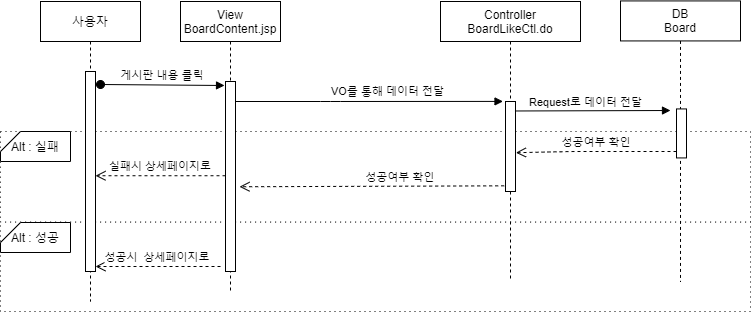 사용자
View
BoardContent.jsp
Controller
BoardLikeCtl.do
DB
Board
게시판 내용 클릭
VO를 통해 데이터 전달
Request로 데이터 전달
Alt : 실패
성공여부 확인
실패시 상세페이지로
성공여부 확인
Alt : 성공
성공시 상세페이지로